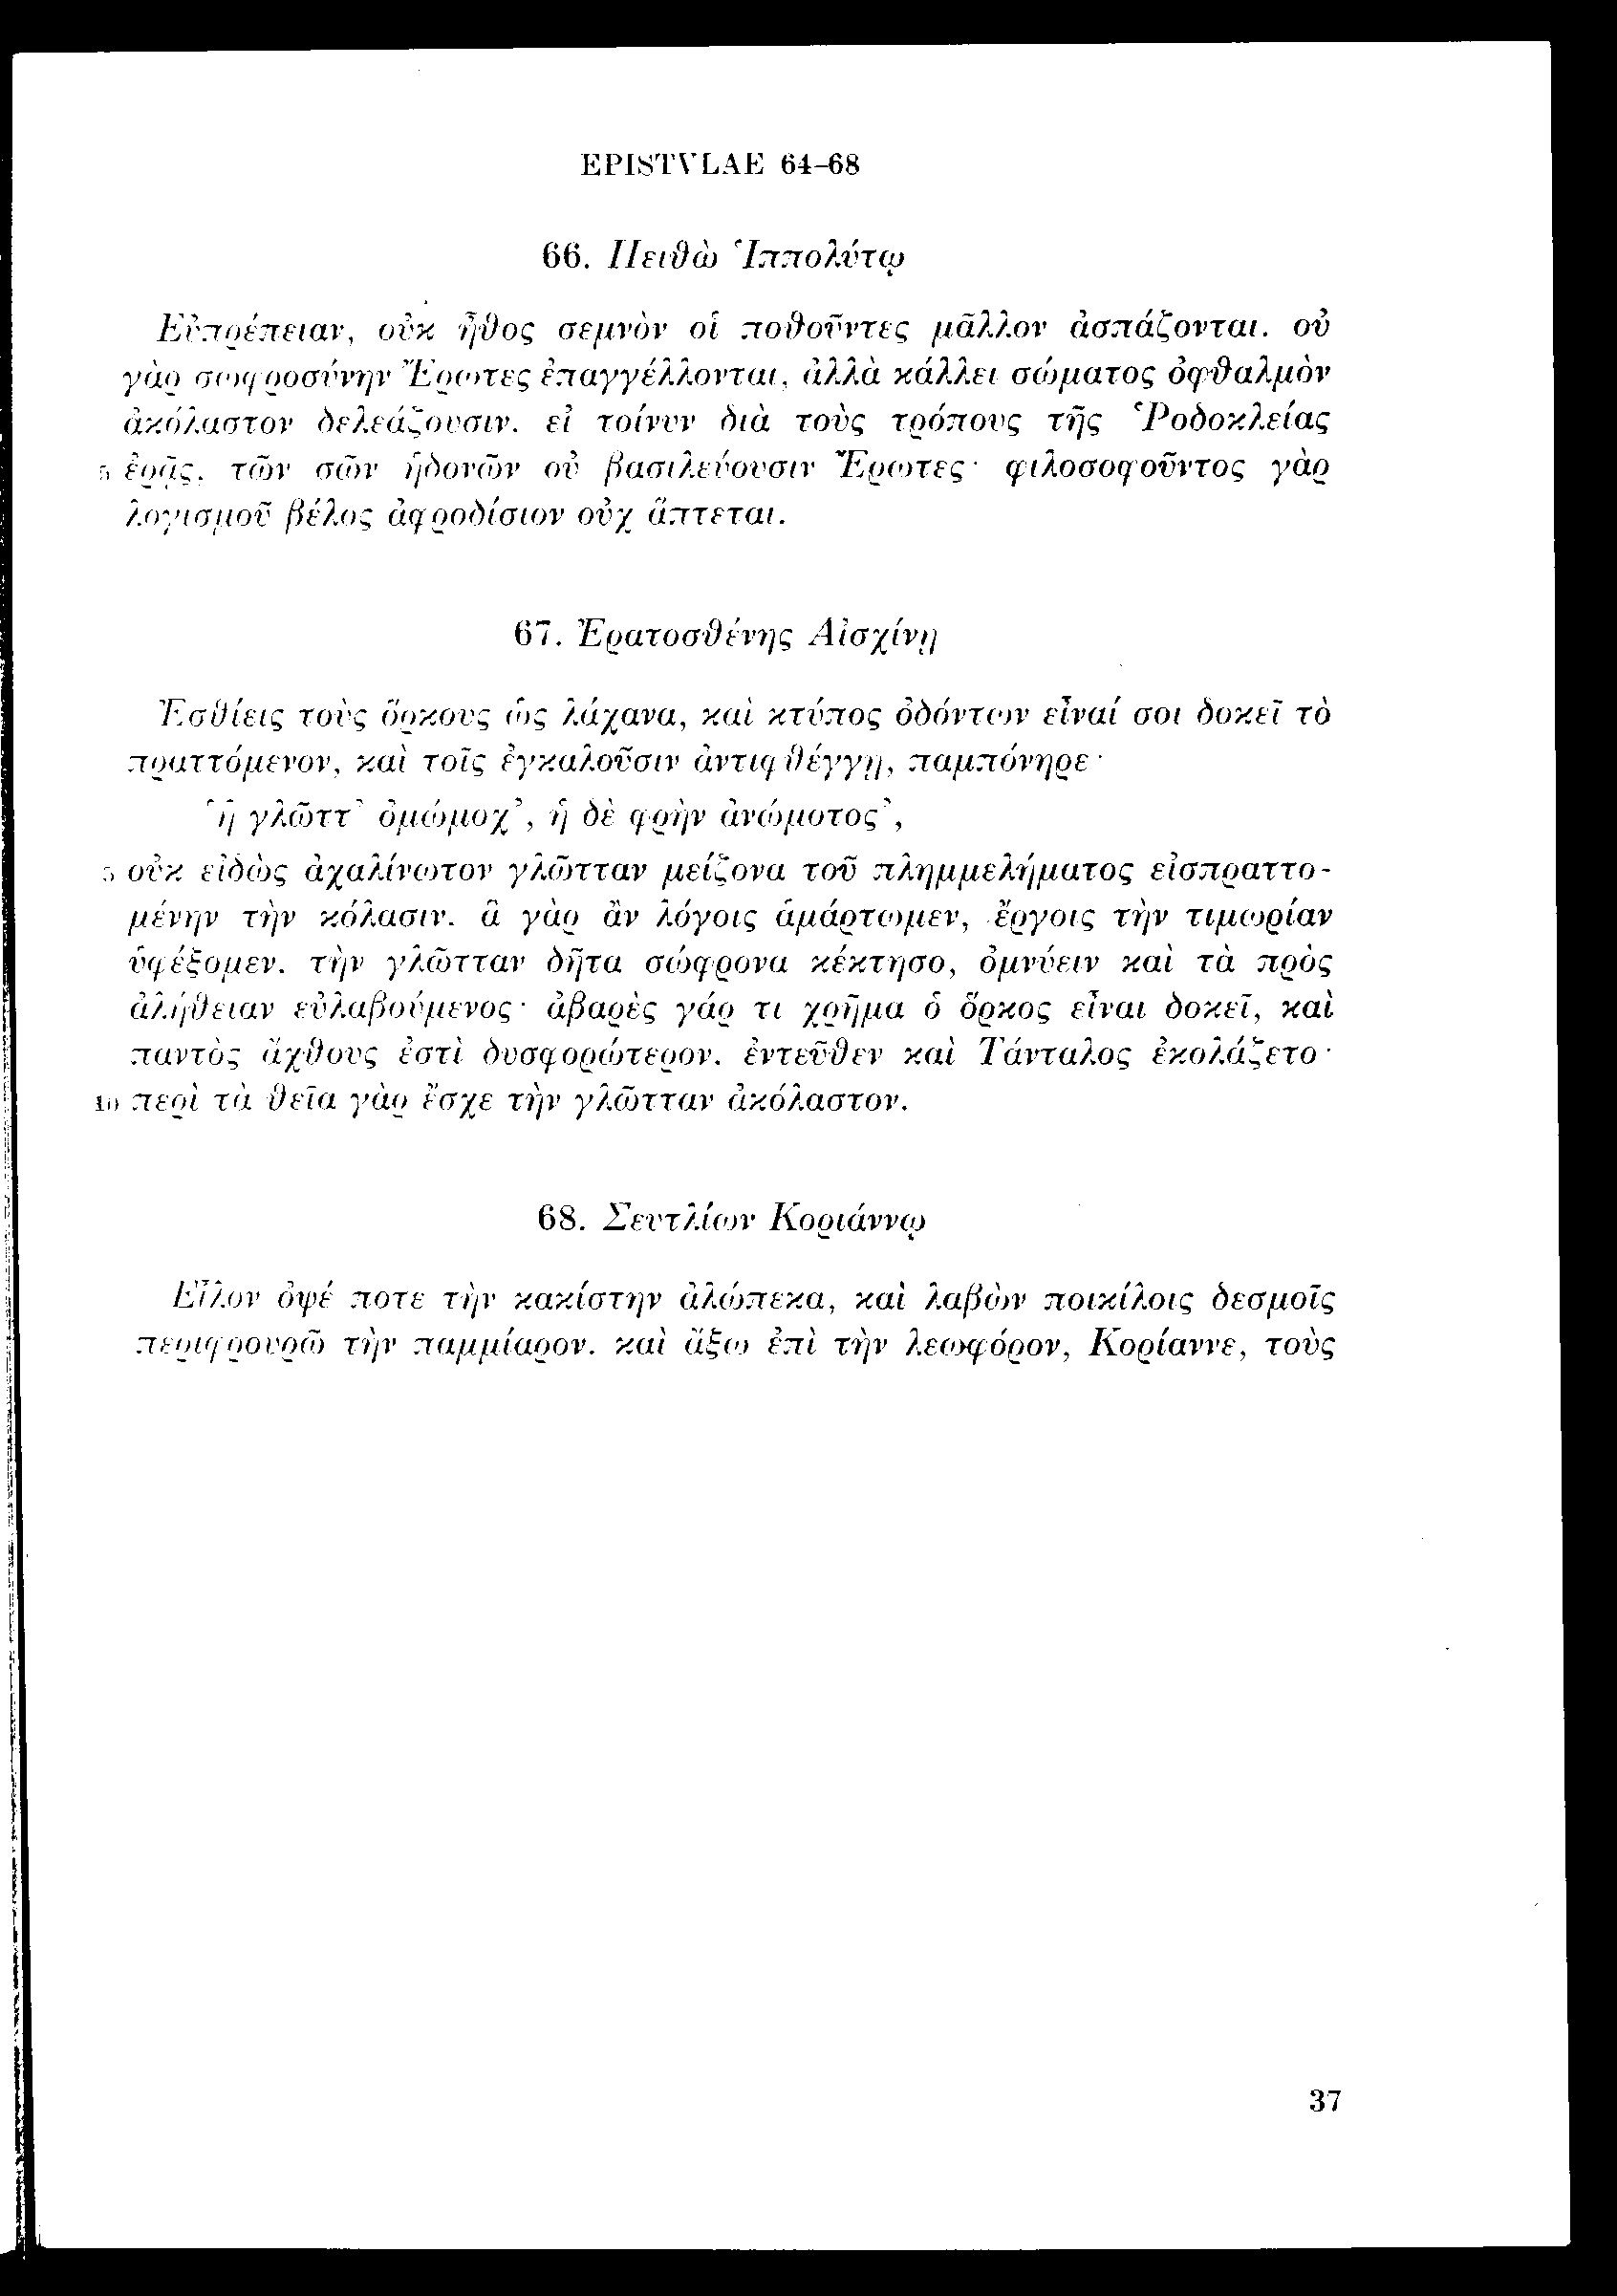 EPISTVLAE 64–68
66. Πειθὼ Ἱππολύτῳ
Εὐπρέπειαν, οὐκ ἦθος σεμνὸν οἱ ποθοῦντες μᾶλλον ἀσπάζονται. οὐ
γὰρ σωφροσύνην Ἔρωτες ἐπαγγέλλονται, ἀλλὰ κάλλει σώματος ὀφθαλμὸν
ἀκόλαστον δελεάζουσιν. εἰ τοίνυν διὰ τοὺς τρόπους τῆς Ῥοδοκλείας
5 ἐρᾷς, τῶν σῶν ἡδονῶν οὐ βασιλεύουσιν Ἔρωτες· φιλοσοφοῦντος γὰρ
λογισμοῦ βέλος ἀφροδίσιον οὐχ ἅπτεται.
67. Ἐρατοσθένης Αἰσχίνῃ
Ἐσθίεις τοὺς ὅρκους ὡς λάχανα, καὶ κτύπος ὀδόντων εἶναί σοι δοκεῖ τὸ
πραττόμενον, καὶ τοῖς ἐγκαλοῦσιν ἀντιφθέγγῃ, παμπόνηρε·
‘ἡ γλῶττ’ ὀμώμοχ’, ἡ δὲ φρὴν ἀνώμοτος’,
5 οὐκ εἰδὼς ἀχαλίνωτον γλῶτταν μείζονα τοῦ πλημμελήματος εἰσπραττο-
μένην τὴν κόλασιν. ἃ γὰρ ἂν λόγοις ἁμάρτωμεν, ἔργοις τὴν τιμωρίαν
ὑφέξομεν. τὴν γλῶτταν δῆτα σώφρονα κέκτησο, ὀμνύειν καὶ τὰ πρὸς
ἀλήθειαν εὐλαβούμενος· ἀβαρὲς γάρ τι χρῆμα ὁ ὅρκος εἶναι δοκεῖ, καὶ
παντὸς ἄχθους ἐστὶ δυσφορώτερον. ἐντεῦθεν καὶ Τάνταλος ἐκολάζετο·
10 περὶ τὰ θεῖα γὰρ ἔσχε τὴν γλῶτταν ἀκόλαστον.
68. Σευτλίων Κοριάννῳ
Εἷλον ὀψέ ποτε τὴν κακίστην ἀλώπεκα, καὶ λαβὼν ποικίλοις δεσμοῖς
περιφρουρῶ τὴν παμμίαρον. καὶ ἄξω ἐπὶ τὴν λεωφόρον, Κορίαννε, τοὺς
37